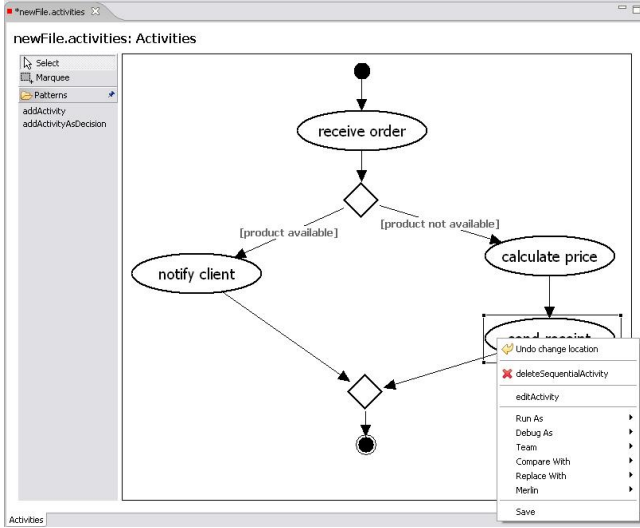 *newFile.activities
newFile.activities: Activities
Select
Marquee
Patterns
addActivity
addActivityAsDecision
receive order
[product available]
[product not available]
calculate price
notify client
Undo change location
deleteSequentialActivity
editActivity
Run As
Debug As
Team
Compare With
Replace With
Merlin
Save
Activities